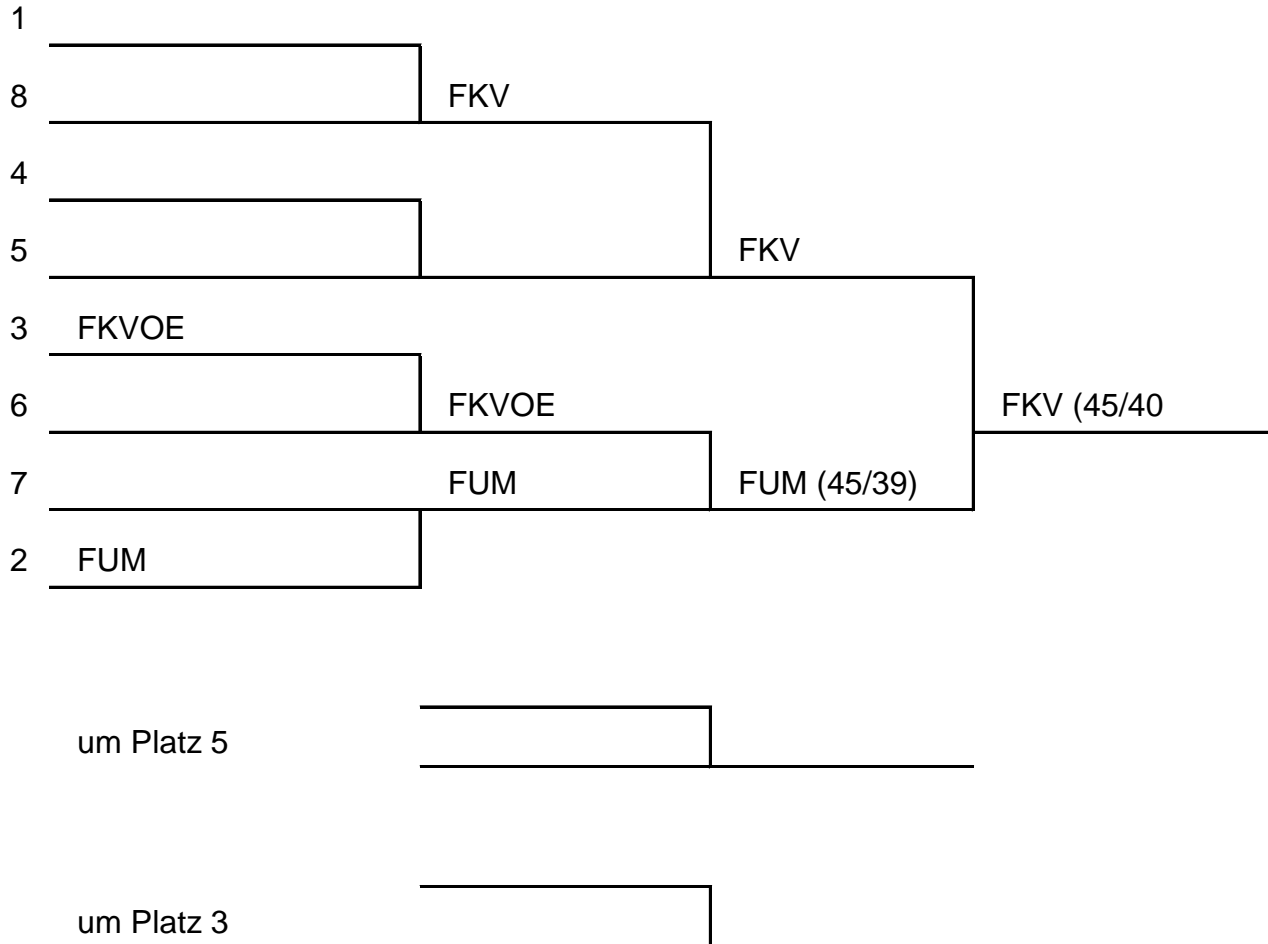 1
8 FKV
4
5 FKV
3 FKVOE
6 FKVOE FKV (45/40
7 FUM FUM (45/39)
2 FUM
um Platz 5
um Platz 3